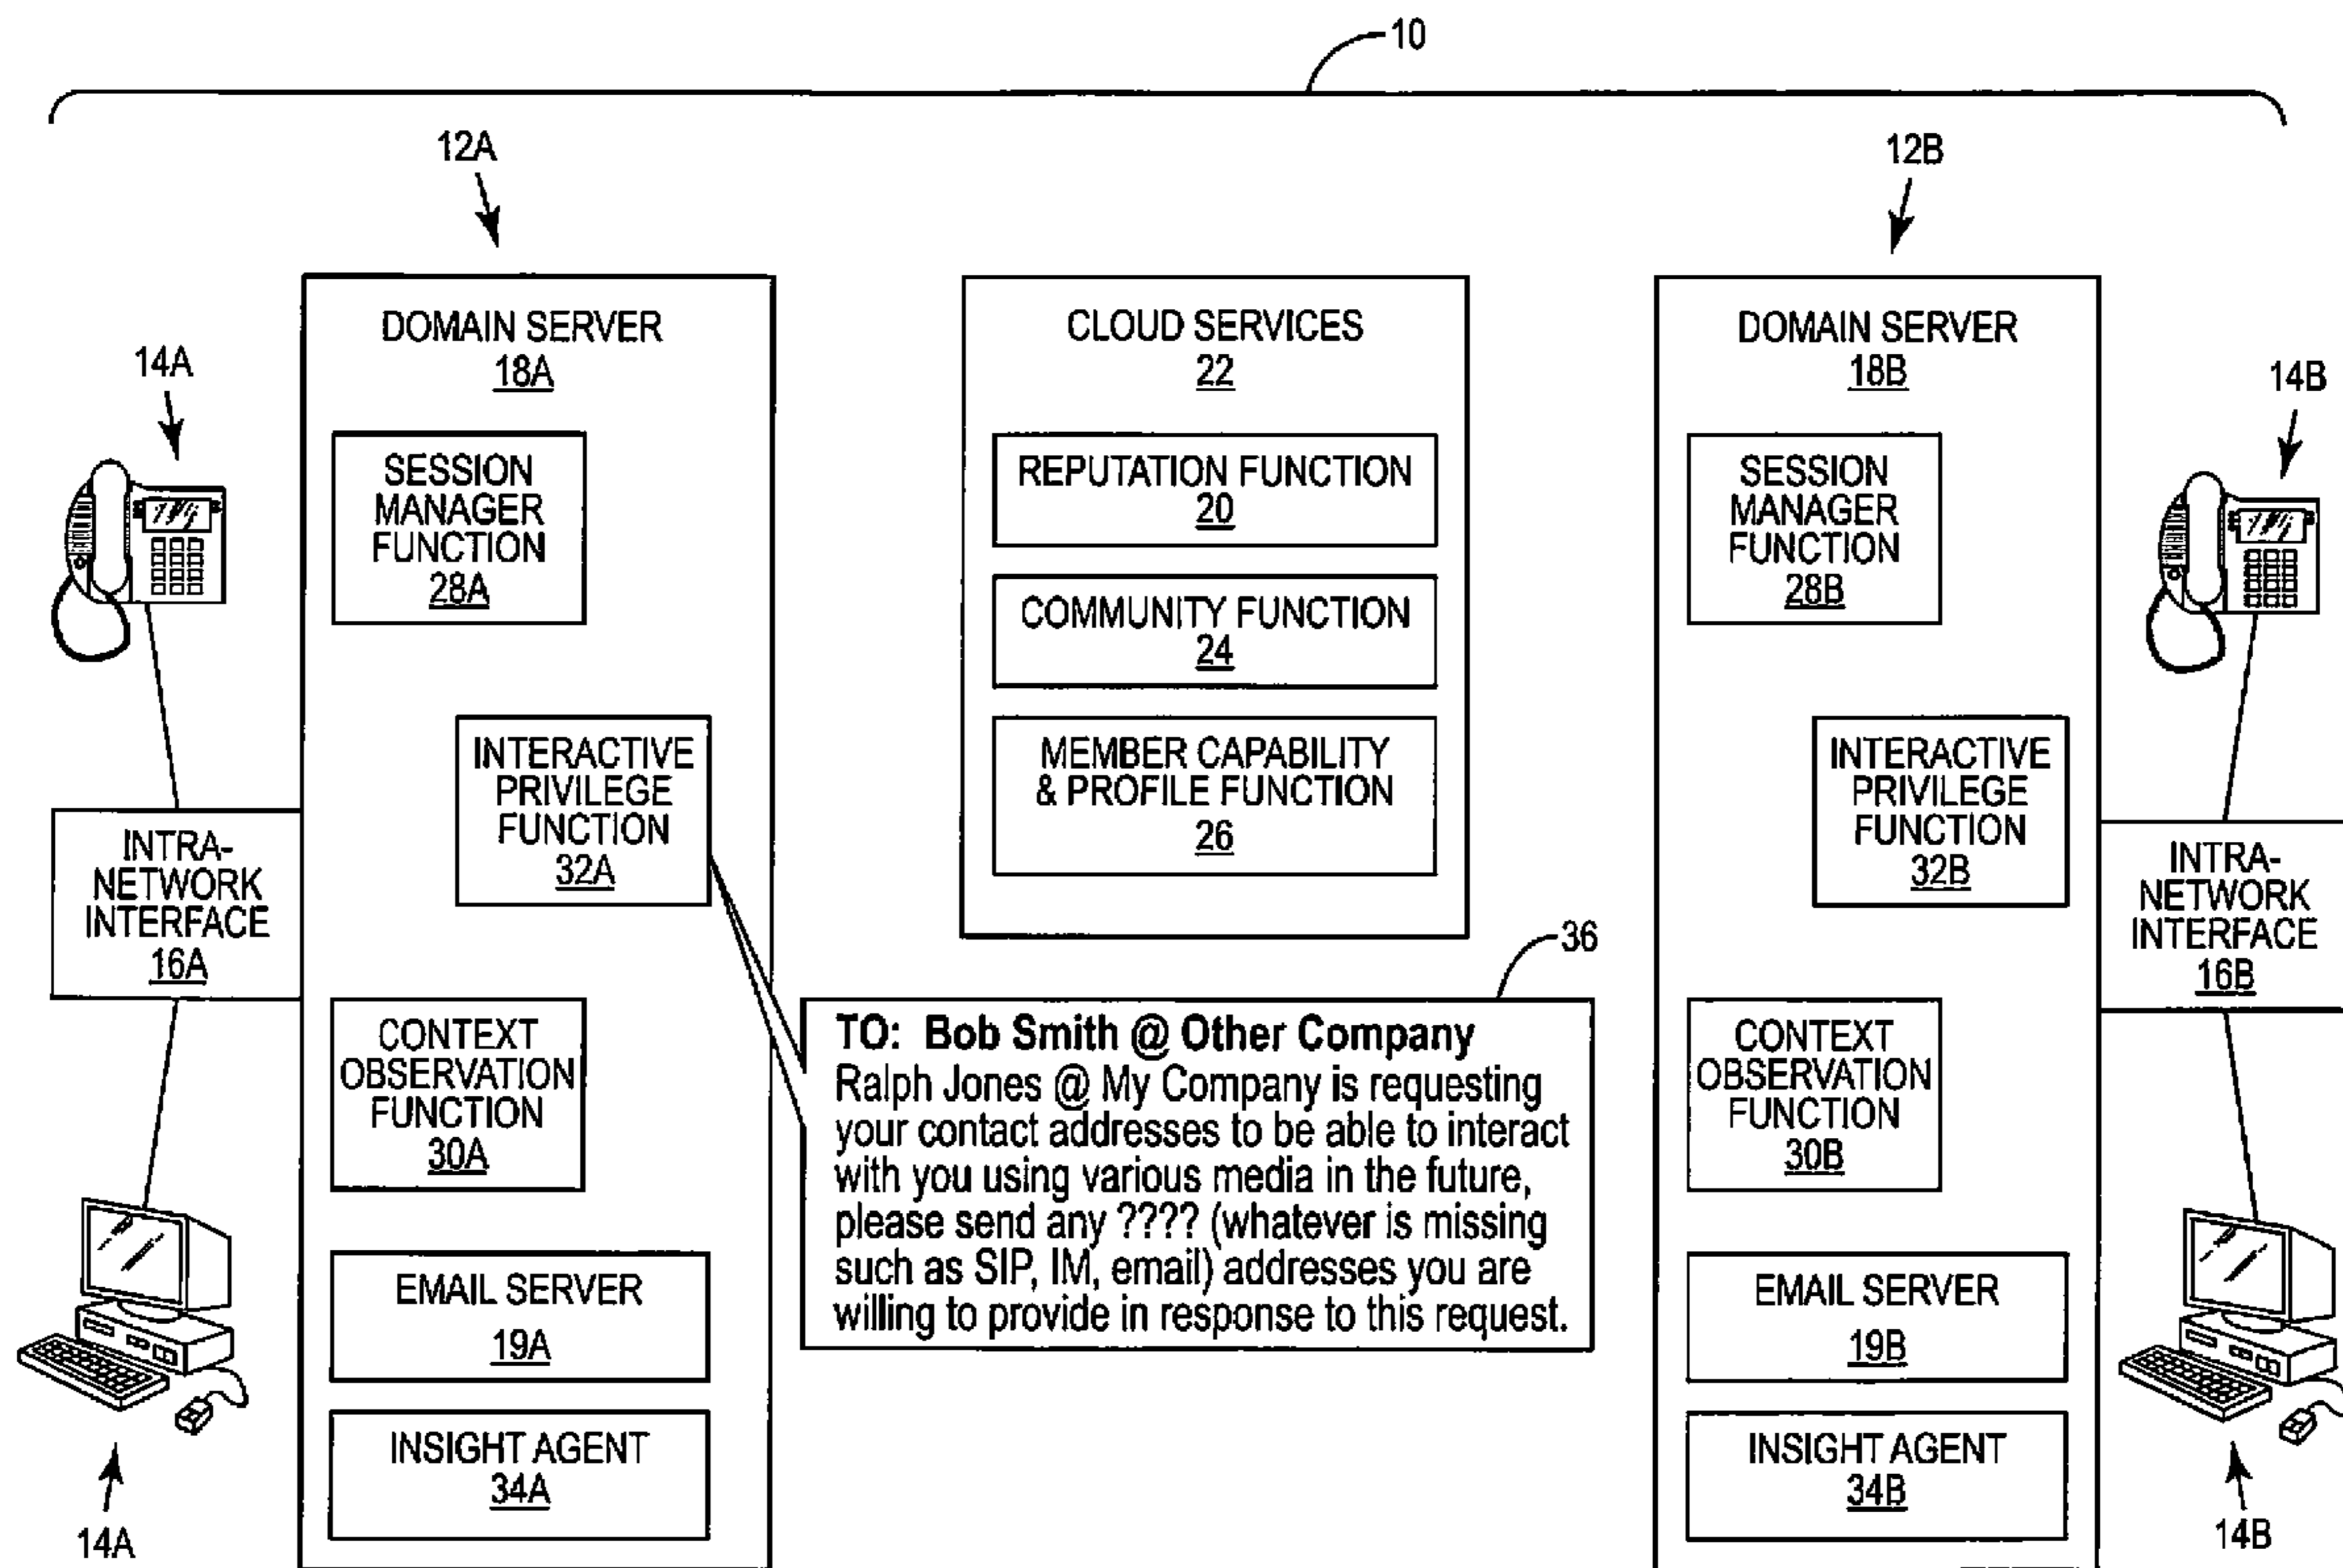 10
12A
12B
DOMAIN SERVER
18A
CLOUD SERVICES
22
DOMAIN SERVER
18B
14A
14B
SESSION
MANAGER
FUNCTION
28A
REPUTATION FUNCTION
20
SESSION
MANAGER
FUNCTION
28B
COMMUNITY FUNCTION
24
INTERACTIVE
PRIVILEGE
FUNCTION
32A
MEMBER CAPABILITY
& PROFILE FUNCTION
26
INTERACTIVE
PRIVILEGE
FUNCTION
32B
INTRA-
NETWORK
INTERFACE
16A
INTRA-
NETWORK
INTERFACE
16B
36
CONTEXT
OBSERVATION
FUNCTION
30A
TO: Bob Smith @ Other Company
Ralph Jones @ My Company is requesting
your contact addresses to be able to interact
with you using various media in the future,
please send any ???? (whatever is missing
such as SIP, IM, email) addresses you are
willing to provide in response to this request.
CONTEXT
OBSERVATION
FUNCTION
30B
EMAIL SERVER
19A
EMAIL SERVER
19B
INSIGHT AGENT
34A
INSIGHT AGENT
34B
14A
14B